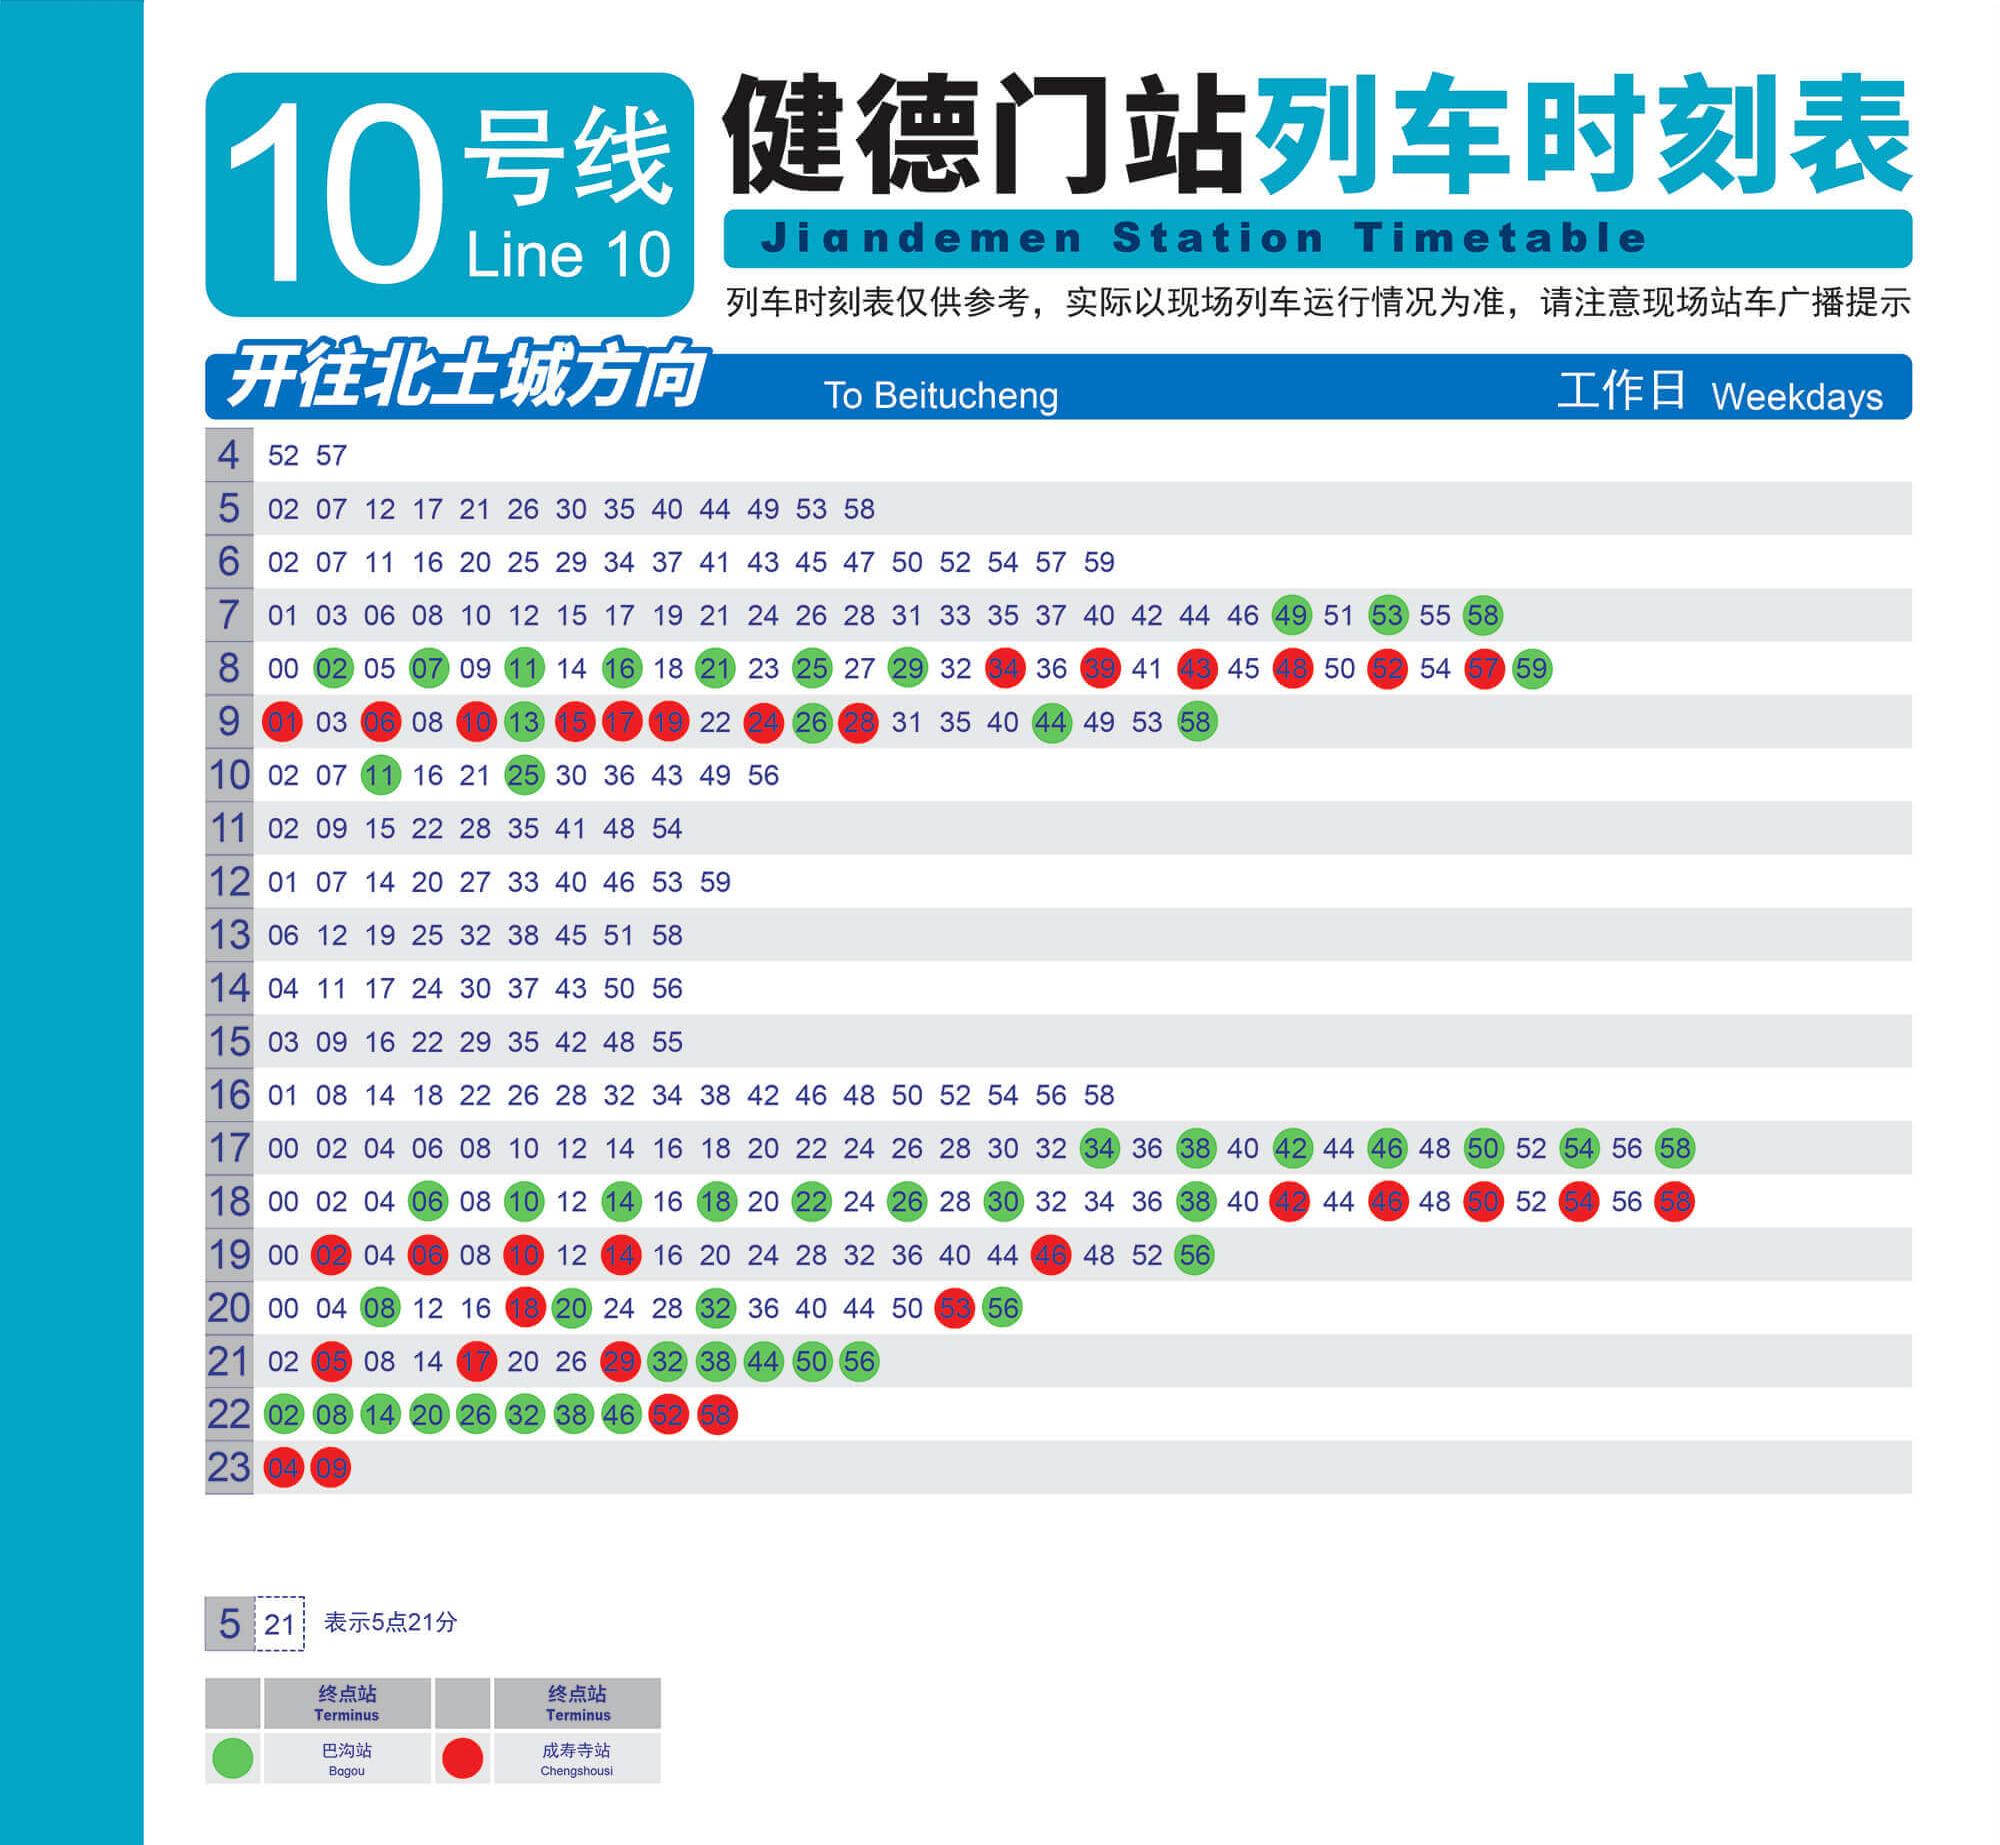 10号线
Line 10
健德门站列车时刻表
Jiandemen Station Timetable
列车时刻表仅供参考，实际以现场列车运行情况为准，请注意现场站车广播提示
开往北土城方向 To Beitucheng 工作日 Weekdays
4 52 57
5 02 07 12 17 21 26 30 35 40 44 49 53 58
6 02 07 11 16 20 25 29 34 37 41 43 45 47 50 52 54 57 59
7 01 03 06 08 10 12 15 17 19 21 24 26 28 31 33 35 37 40 42 44 46 49 51 53 55 58
8 00 02 05 07 09 11 14 16 18 21 23 25 27 29 32 34 36 39 41 43 45 48 50 52 54 57 59
9 01 03 06 08 10 13 15 17 19 22 24 26 28 31 35 40 44 49 53 58
10 02 07 11 16 21 25 30 36 43 49 56
11 02 09 15 22 28 35 41 48 54
12 01 07 14 20 27 33 40 46 53 59
13 06 12 19 25 32 38 45 51 58
14 04 11 17 24 30 37 43 50 56
15 03 09 16 22 29 35 42 48 55
16 01 08 14 18 22 26 28 32 34 38 42 46 48 50 52 54 56 58
17 00 02 04 06 08 10 12 14 16 18 20 22 24 26 28 30 32 34 36 38 40 42 44 46 48 50 52 54 56 58
18 00 02 04 06 08 10 12 14 16 18 20 22 24 26 28 30 32 34 36 38 40 42 44 46 48 50 52 54 56 58
19 00 02 04 06 08 10 12 14 16 20 24 28 32 36 40 44 46 48 52 56
20 00 04 08 12 16 18 20 24 28 32 36 40 44 50 53 56
21 02 05 08 14 17 20 26 29 32 38 44 50 56
22 02 08 14 20 26 32 38 46 52 58
23 04 09
5 21 表示5点21分
终点站 终点站
Terminus Terminus
巴沟站 成寿寺站
Bagou Chengshousi